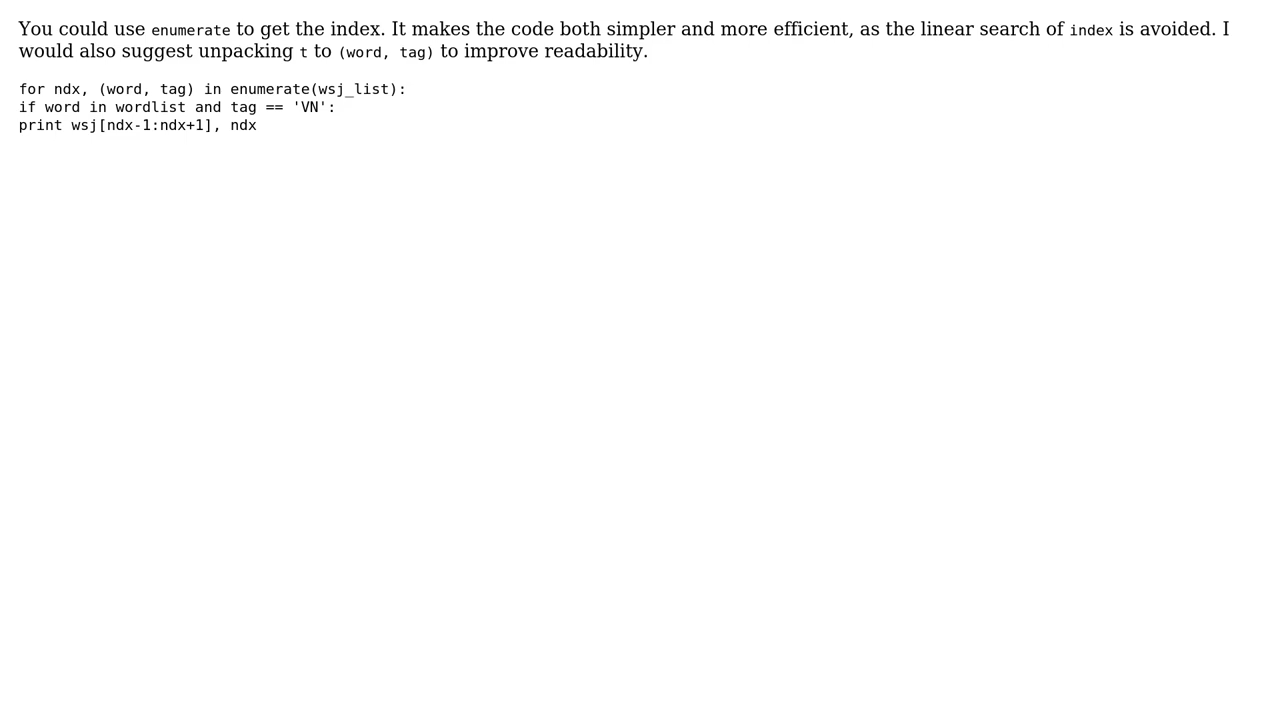 You could use enumerate to get the index. It makes the code both simpler and more efficient, as the linear search of index is avoided. I
would also suggest unpacking t to (word, tag) to improve readability.
for ndx, (word, tag) in enumerate(wsj_list):
if word in wordlist and tag == 'VN':
print wsj[ndx-1:ndx+1], ndx